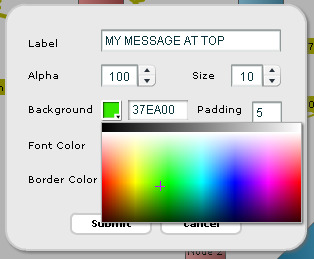 Label MY MESSAGE AT TOP
Alpha 100 Size 10
Background 37EA00 Padding 5
Font Color
Border Color
Submit Cancel
Node 2